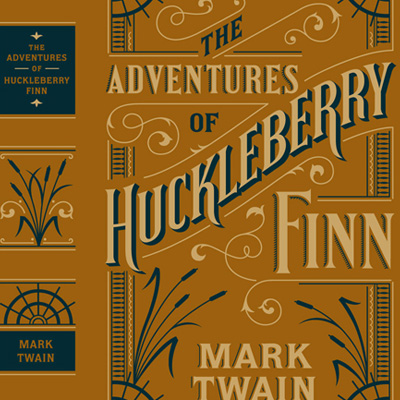 THE
ADVENTURES
OF
HUCKLEBERRY
FINN
MARK
TWAIN
THE
ADVENTURES
OF
HUCKLEBERRY
FINN
MARK
TWAIN